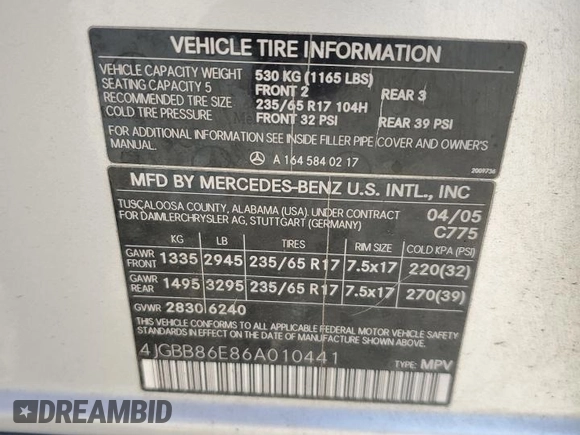 VEHICLE TIRE INFORMATION
VEHICLE CAPACITY WEIGHT 530 KG (1165 LBS)
SEATING CAPACITY 5 FRONT 2 REAR 3
RECOMMENDED TIRE SIZE 235/65 R17 104H
COLD TIRE PRESSURE FRONT 32 PSI REAR 39 PSI
FOR ADDITIONAL INFORMATION SEE INSIDE FILLER PIPE COVER AND OWNER'S
MANUAL
A 164 584 02 17
2009736
MFD BY MERCEDES-BENZ U.S. INTL., INC
TUSCALOOSA COUNTY, ALABAMA (USA) UNDER CONTRACT 04/05
FOR DAIMLERCHRYSLER AG, STUTTGART (GERMANY) C775
KG LB TIRES RIM SIZE COLD KPA (PSI)
GAWR FRONT 1335 2945 235/65 R17 7.5x17 220(32)
GAWR REAR 1495 3295 235/65 R17 7.5x17 270(39)
GVWR 2830 6240
THIS VEHICLE CONFORMS TO ALL APPLICABLE FEDERAL MOTOR VEHICLE SAFETY
STANDARDS IN EFFECT ON THE DATE OF MANUFACTURE SHOWN ABOVE.
4JGBB86E86A010441
TYPE: MPV
DREAMBID